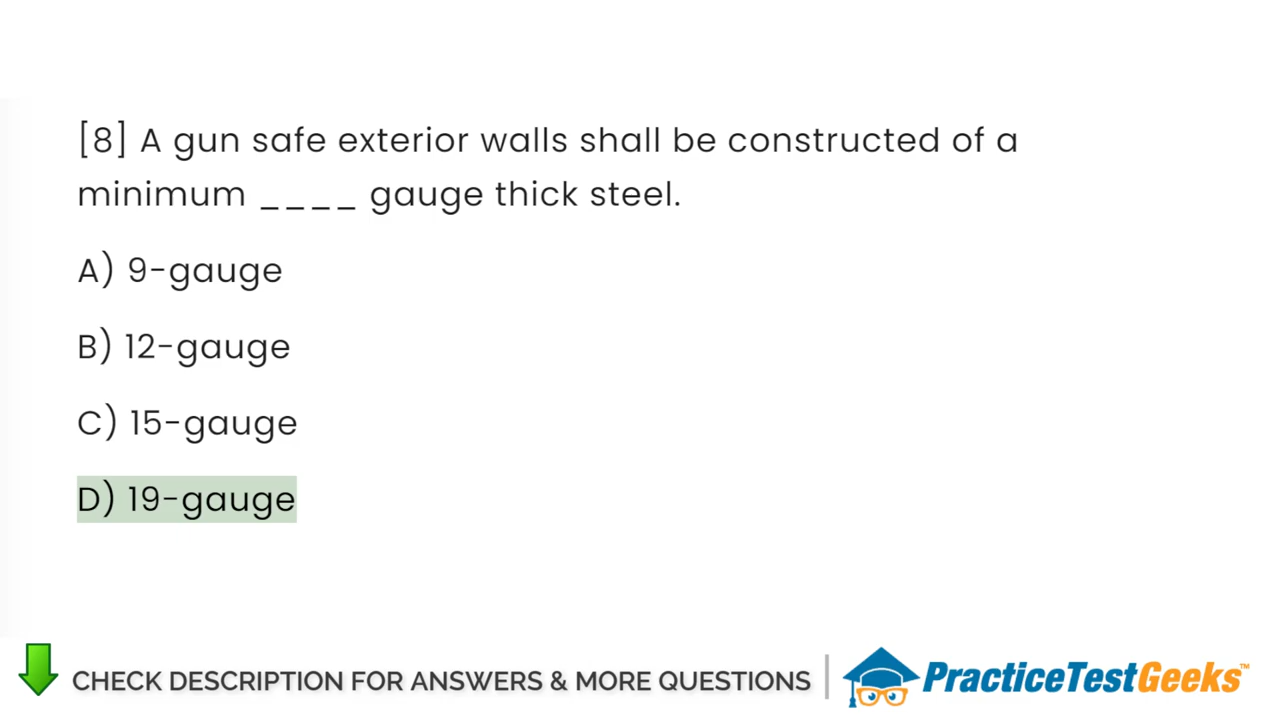 [8] A gun safe exterior walls shall be constructed of a
minimum ____ gauge thick steel.
A) 9-gauge
B) 12-gauge
C) 15-gauge
D) 19-gauge
CHECK DESCRIPTION FOR ANSWERS & MORE QUESTIONS
PracticeTestGeeks™